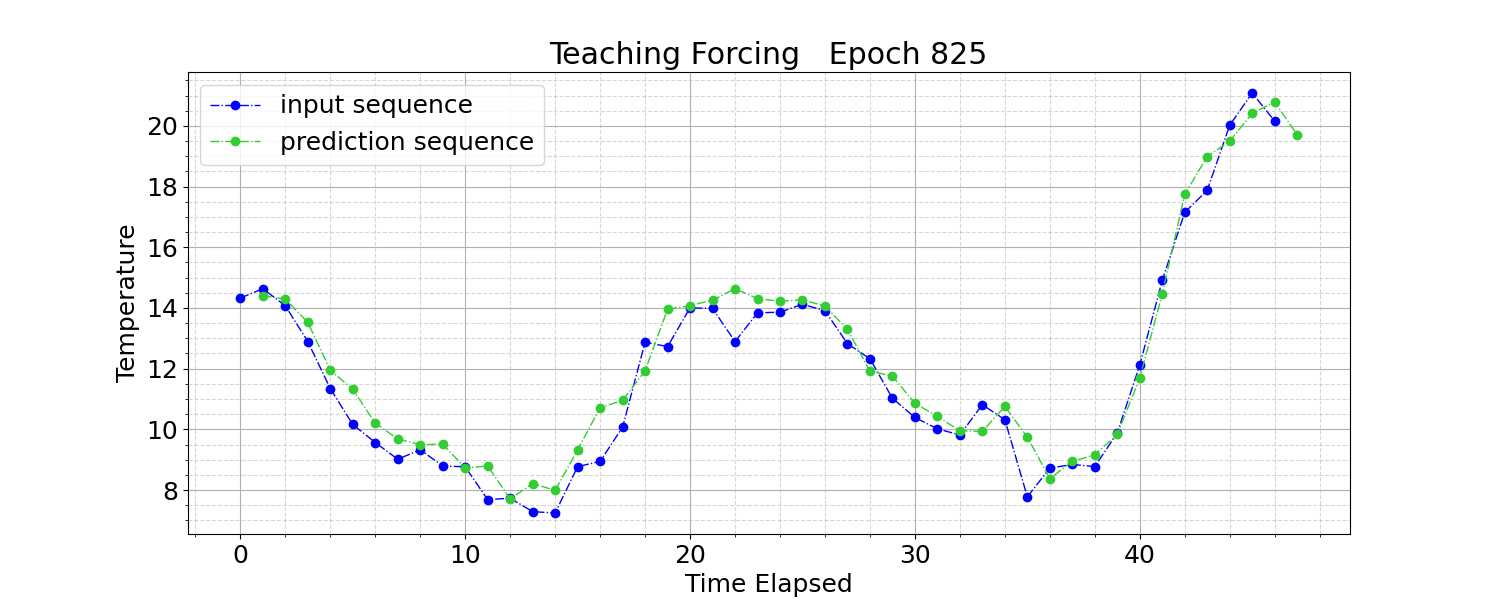 Teaching Forcing   Epoch 825
input sequence
prediction sequence
Temperature
20
18
16
14
12
10
8
0 10 20 30 40
Time Elapsed